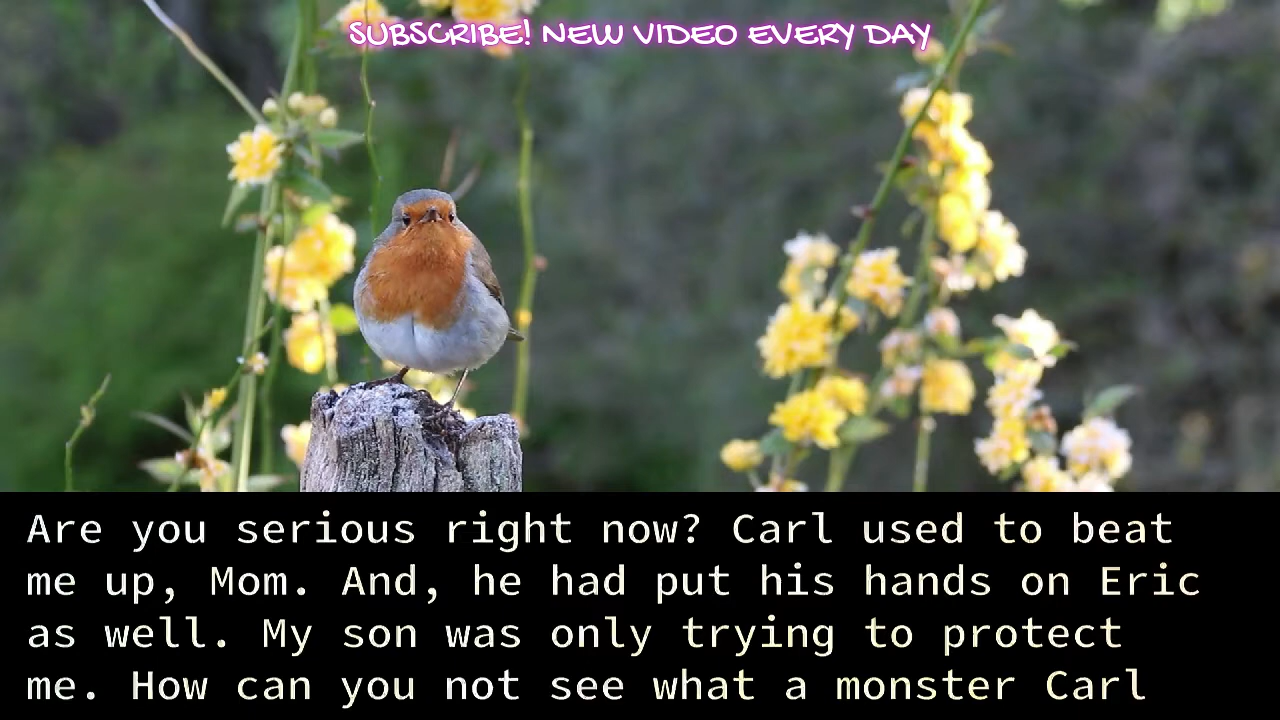 SUBSCRIBE! NEW VIDEO EVERY DAY
Are you serious right now? Carl used to beat
me up, Mom. And, he had put his hands on Eric
as well. My son was only trying to protect
me. How can you not see what a monster Carl